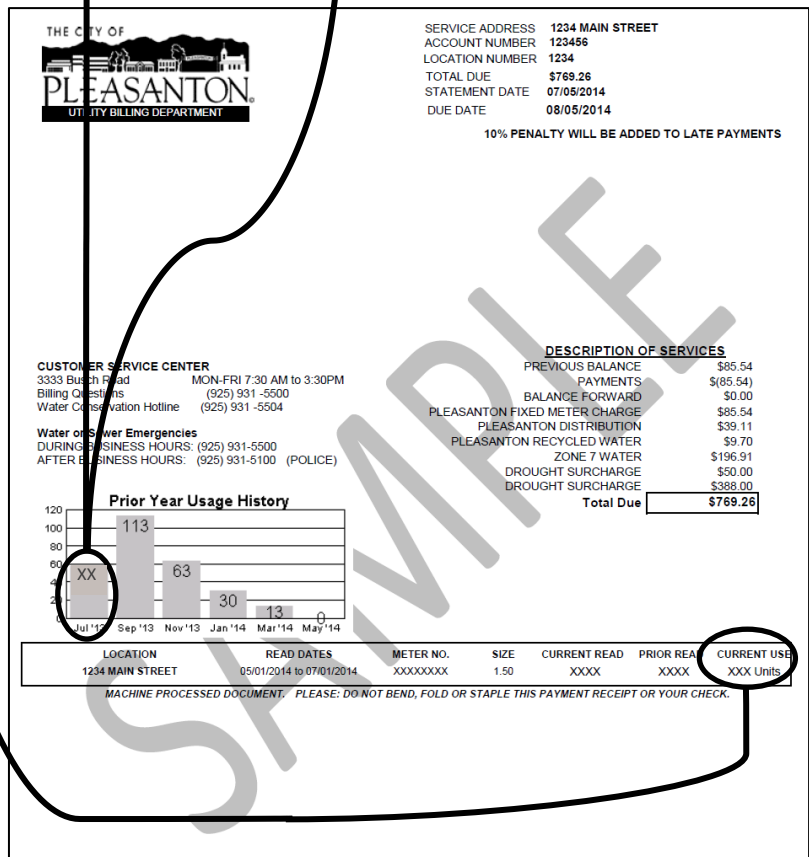 THE CITY OF
PLEASANTON
UTILITY BILLING DEPARTMENT
SERVICE ADDRESS 1234 MAIN STREET
ACCOUNT NUMBER 123456
LOCATION NUMBER 1234
TOTAL DUE $769.26
STATEMENT DATE 07/05/2014
DUE DATE 08/05/2014
10% PENALTY WILL BE ADDED TO LATE PAYMENTS
SAMPLE
CUSTOMER SERVICE CENTER
3333 Busch Road MON-FRI 7:30 AM to 3:30PM
Billing Questions (925) 931 -5500
Water Conservation Hotline (925) 931 -5504
Water or Sewer Emergencies
DURING BUSINESS HOURS: (925) 931-5500
AFTER BUSINESS HOURS: (925) 931-5100 (POLICE)
DESCRIPTION OF SERVICES
PREVIOUS BALANCE $85.54
PAYMENTS $(85.54)
BALANCE FORWARD $0.00
PLEASANTON FIXED METER CHARGE $85.54
PLEASANTON DISTRIBUTION $39.11
PLEASANTON RECYCLED WATER $9.70
ZONE 7 WATER $196.91
DROUGHT SURCHARGE $50.00
DROUGHT SURCHARGE $388.00
Total Due $769.26
Prior Year Usage History
120
100
80
60
40
20
0
XX 113 63 30 13 0
Jul '13 Sep '13 Nov '13 Jan '14 Mar '14 May '14
LOCATION READ DATES METER NO. SIZE CURRENT READ PRIOR READ CURRENT USE
1234 MAIN STREET 05/01/2014 to 07/01/2014 XXXXXXXX 1.50 XXXX XXXX XXX Units
MACHINE PROCESSED DOCUMENT. PLEASE: DO NOT BEND, FOLD OR STAPLE THIS PAYMENT RECEIPT OR YOUR CHECK.